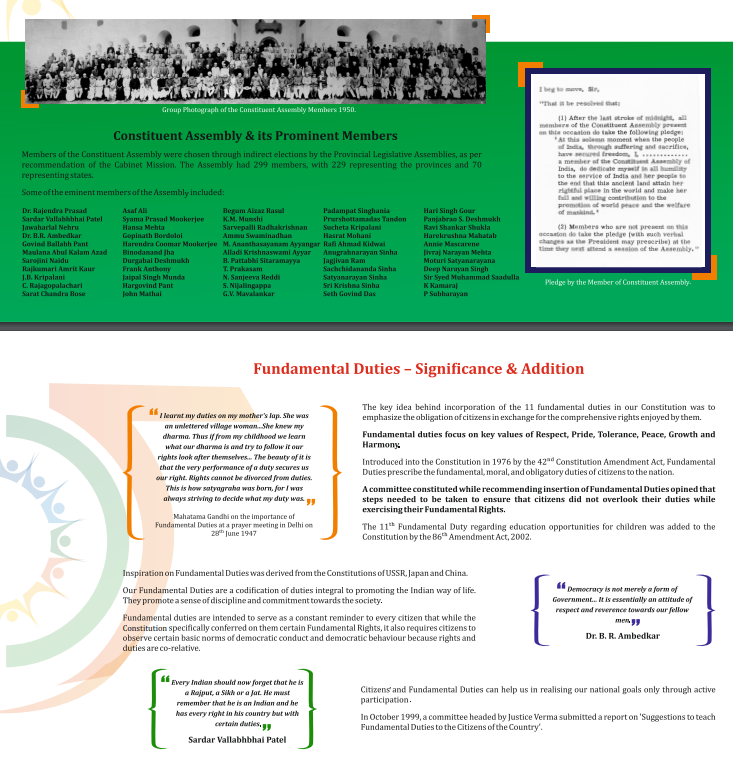 Group Photograph of the Constituent Assembly Members 1950.
Constituent Assembly & its Prominent Members
Members of the Constituent Assembly were chosen through indirect elections by the Provincial Legislative Assemblies, as per
recommendation of the Cabinet Mission. The Assembly had 299 members, with 229 representing the provinces and 70
representing states.
Some of the eminent members of the Assembly included:
Dr. Rajendra Prasad
Sardar Vallabhbhai Patel
Jawaharlal Nehru
Dr. B.R. Ambedkar
Govind Ballabh Pant
Maulana Abul Kalam Azad
Sarojini Naidu
Rajkumari Amrit Kaur
J.B. Kripalani
C. Rajagopalachari
Sarat Chandra Bose
Asaf Ali
Syama Prasad Mookerjee
Hansa Mehta
Gopinath Bordoloi
Harendra Coomar Mookerjee
Binodanand Jha
Durgabai Deshmukh
Frank Anthony
Jaipal Singh Munda
Hargovind Pant
John Mathai
Begum Aizaz Rasul
K.M. Munshi
Sarvepalli Radhakrishnan
Ammu Swaminadhan
M. Ananthasayanam Ayyangar
Alladi Krishnaswami Ayyar
B. Pattabhi Sitaramayya
T. Prakasam
N. Sanjeeva Reddi
S. Nijalingappa
G.V. Mavalankar
Padampat Singhania
Prurshottamadas Tandon
Sucheta Kripalani
Hasrat Mohani
Rafi Ahmad Kidwai
Anugrahnarayan Sinha
Jagjivan Ram
Sachchidananda Sinha
Satyanarayan Sinha
Sri Krishna Sinha
Seth Govind Das
Hari Singh Gour
Panjabrao S. Deshmukh
Ravi Shankar Shukla
Harekrushna Mahatab
Annie Mascarene
Jivraj Narayan Mehta
Moturi Satyanarayana
Deep Narayan Singh
Sir Syed Muhammad Saadulla
K Kamaraj
P Subbarayan
I beg to move, Sir,
"That it be resolved that:
(1) After the last stroke of midnight, all
members of the Constituent Assembly present
on this occasion do take the following pledge:
'At this solemn moment when the people
of India, through suffering and sacrifice,
have secured freedom, I, ............
a member of the Constituent Assembly of
India, do dedicate myself in all humility
to the service of India and her people to
the end that this ancient land attain her
rightful place in the world and make her
full and willing contribution to the
promotion of world peace and the welfare
of mankind.'
(2) Members who are not present on this
occasion to take the pledge (with such verbal
changes as the President may prescribe) at the
time they next attend a session of the Assembly."
Pledge by the Member of Constituent Assembly.
Fundamental Duties – Significance & Addition
❝I learnt my duties on my mother's lap. She was
an unlettered village woman...She knew my
dharma. Thus if from my childhood we learn
what our dharma is and try to follow it our
rights look after themselves... The beauty of it is
that the very performance of a duty secures us
our right. Rights cannot be divorced from duties.
This is how satyagraha was born, for I was
always striving to decide what my duty was.❞
Mahatama Gandhi on the importance of
Fundamental Duties at a prayer meeting in Delhi on
28th June 1947
The key idea behind incorporation of the 11 fundamental duties in our Constitution was to
emphasize the obligation of citizens in exchange for the comprehensive rights enjoyed by them.
Fundamental duties focus on key values of Respect, Pride, Tolerance, Peace, Growth and
Harmony.
Introduced into the Constitution in 1976 by the 42nd Constitution Amendment Act, Fundamental
Duties prescribe the fundamental, moral, and obligatory duties of citizens to the nation.
A committee constituted while recommending insertion of Fundamental Duties opined that
steps needed to be taken to ensure that citizens did not overlook their duties while
exercising their Fundamental Rights.
The 11th Fundamental Duty regarding education opportunities for children was added to the
Constitution by the 86th Amendment Act, 2002.
Inspiration on Fundamental Duties was derived from the Constitutions of USSR, Japan and China.
Our Fundamental Duties are a codification of duties integral to promoting the Indian way of life.
They promote a sense of discipline and commitment towards the society.
Fundamental duties are intended to serve as a constant reminder to every citizen that while the
Constitution specifically conferred on them certain Fundamental Rights, it also requires citizens to
observe certain basic norms of democratic conduct and democratic behaviour because rights and
duties are co-relative.
❝Democracy is not merely a form of
Government... It is essentially an attitude of
respect and reverence towards our fellow
men.❞
Dr. B. R. Ambedkar
❝Every Indian should now forget that he is
a Rajput, a Sikh or a Jat. He must
remember that he is an Indian and he
has every right in his country but with
certain duties.❞
Sardar Vallabhbhai Patel
Citizens' and Fundamental Duties can help us in realising our national goals only through active
participation.
In October 1999, a committee headed by Justice Verma submitted a report on 'Suggestions to teach
Fundamental Duties to the Citizens of the Country'.